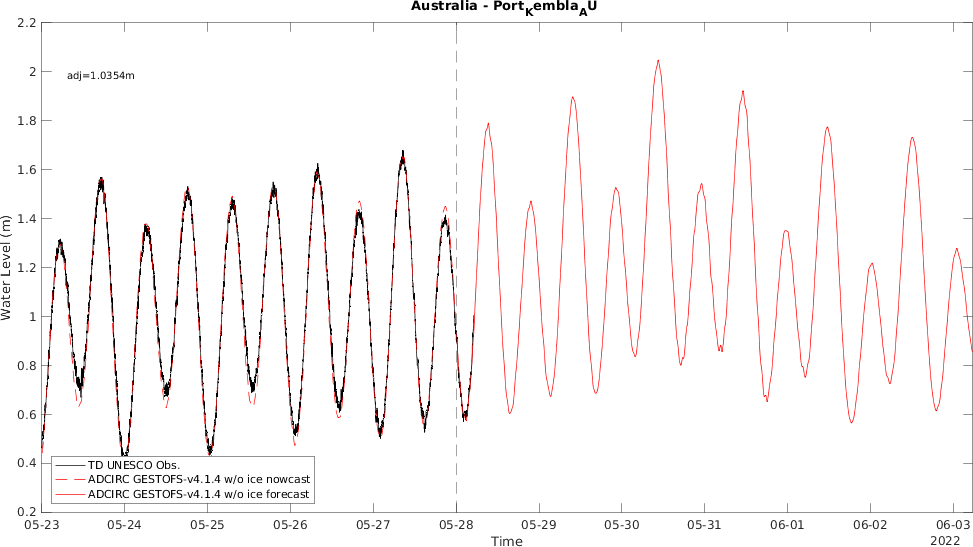 Australia - Port_Kembla_AU
adj=1.0354m
Water Level (m)
2.2
2
1.8
1.6
1.4
1.2
1
0.8
0.6
0.4
0.2
TD UNESCO Obs.
ADCIRC GESTOFS-v4.1.4 w/o ice nowcast
ADCIRC GESTOFS-v4.1.4 w/o ice forecast
05-23 05-24 05-25 05-26 05-27 05-28 05-29 05-30 05-31 06-01 06-02 06-03
Time
2022